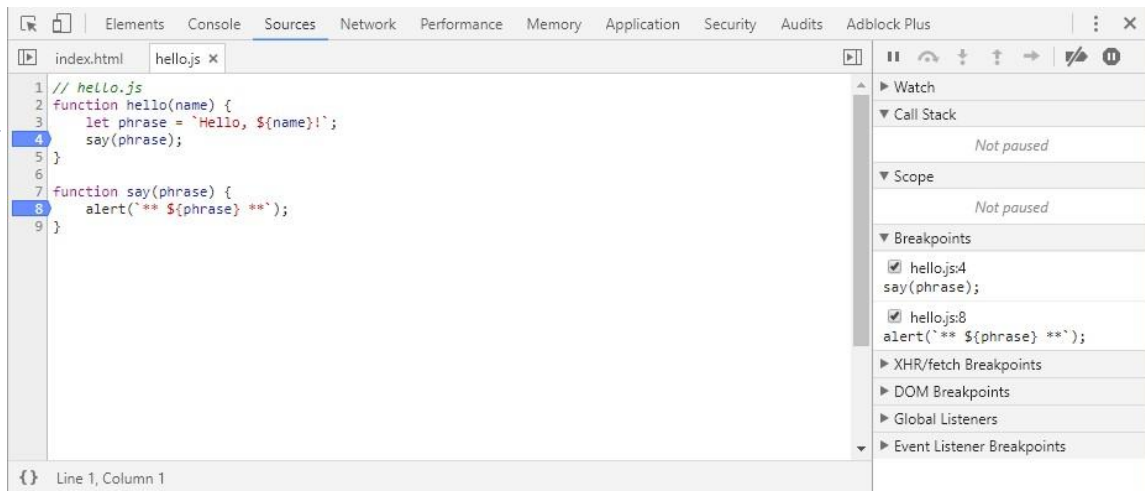 Elements Console Sources Network Performance Memory Application Security Audits Adblock Plus
index.html hello.js ×
1 // hello.js
2 function hello(name) {
3     let phrase = `Hello, ${name}!`;
4     say(phrase);
5 }
6
7 function say(phrase) {
8     alert(`** ${phrase} **`);
9 }
{} Line 1, Column 1
Watch
Call Stack
Not paused
Scope
Not paused
Breakpoints
hello.js:4
say(phrase);
hello.js:8
alert(`** ${phrase} **`);
XHR/fetch Breakpoints
DOM Breakpoints
Global Listeners
Event Listener Breakpoints